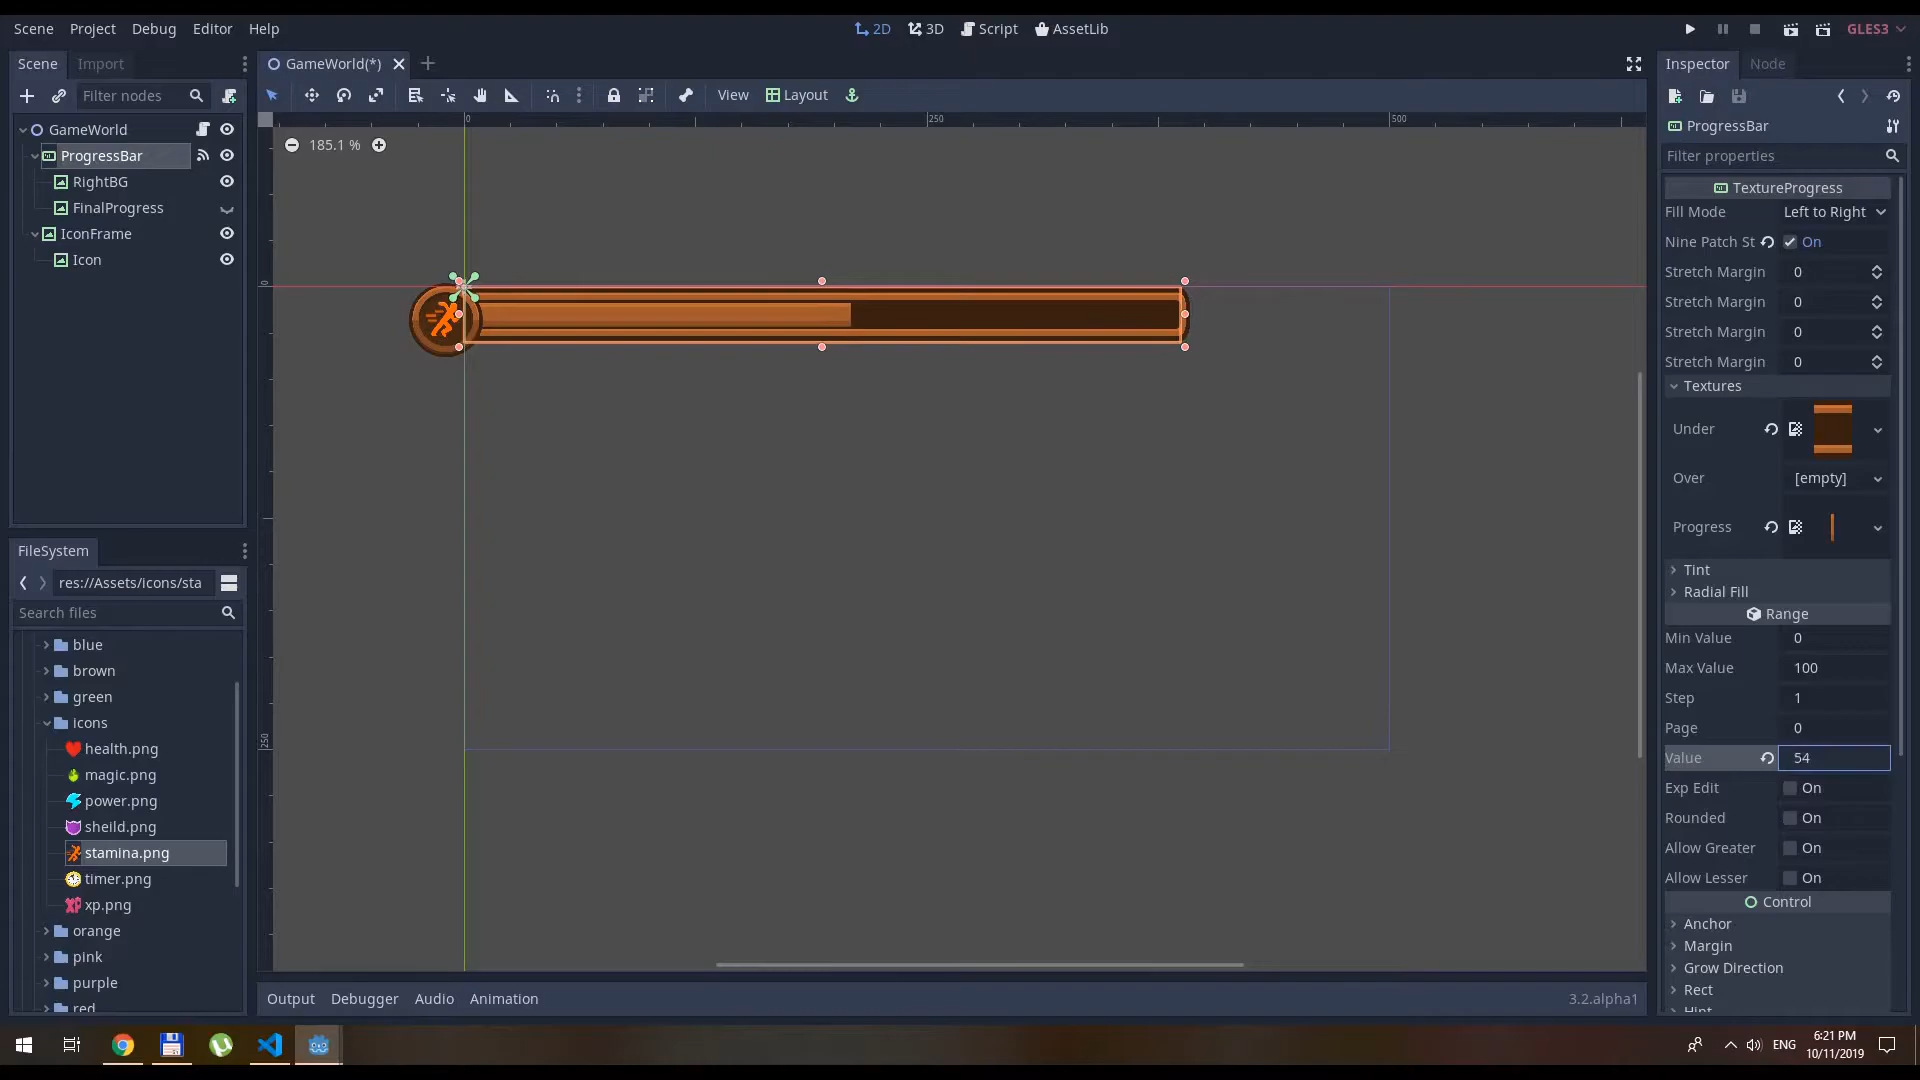 Scene Project Debug Editor Help
2D 3D Script AssetLib
GLES3
Scene Import
GameWorld(*)
Inspector Node
Filter nodes
View Layout
ProgressBar
Filter properties
GameWorld
ProgressBar
RightBG
FinalProgress
IconFrame
Icon
0 250 500
185.1 %
0
250
TextureProgress
Fill Mode Left to Right
Nine Patch St On
Stretch Margin 0
Stretch Margin 0
Stretch Margin 0
Stretch Margin 0
Textures
Under
Over [empty]
Progress
Tint
Radial Fill
Range
Min Value 0
Max Value 100
Step 1
Page 0
Value 54
Exp Edit On
Rounded On
Allow Greater On
Allow Lesser On
Control
Anchor
Margin
Grow Direction
Rect
Hint
FileSystem
res://Assets/icons/sta
Search files
blue
brown
green
icons
health.png
magic.png
power.png
sheild.png
stamina.png
timer.png
xp.png
orange
pink
purple
red
Output Debugger Audio Animation
3.2.alpha1
ENG
6:21 PM
10/11/2019